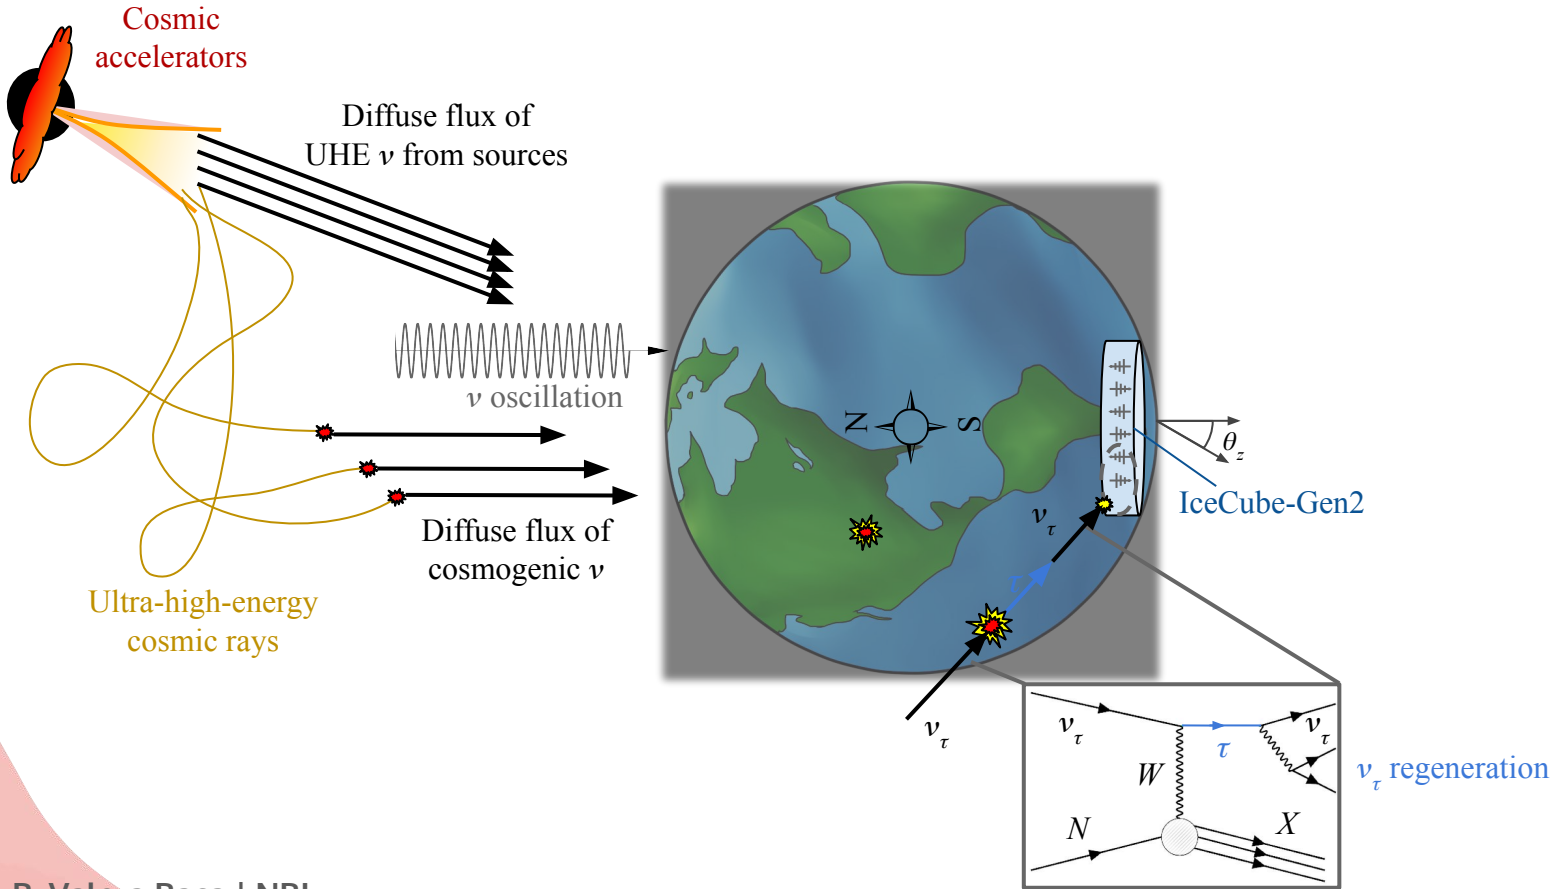 Cosmic
accelerators
Diffuse flux of
UHE ν from sources
ν oscillation
N
S
θz
IceCube-Gen2
ντ
τ
Diffuse flux of
cosmogenic ν
Ultra-high-energy
cosmic rays
ντ
ντ
τ
ντ
W
ντ regeneration
N
X
NBI